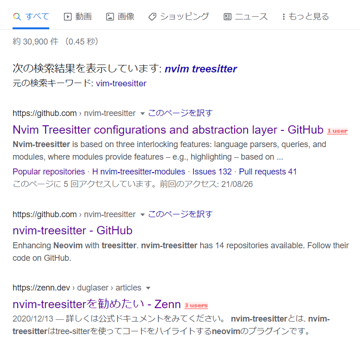 すべて 動画 画像 ショッピング ニュース もっと見る
約 30,900 件 （0.45 秒）
次の検索結果を表示しています: nvim treesitter
元の検索キーワード: vim-treesitter
https://github.com › nvim-treesitter このページを訳す
Nvim Treesitter configurations and abstraction layer - GitHub 1 user
Nvim-treesitter is based on three interlocking features: language parsers, queries, and
modules, where modules provide features – e.g., highlighting – based on ...
Popular repositories · H nvim-treesitter-modules · Issues 132 · Pull requests 41
このページに 5 回アクセスしています。前回のアクセス: 21/08/26
https://github.com › nvim-treesitter このページを訳す
nvim-treesitter - GitHub
Enhancing Neovim with treesitter. nvim-treesitter has 14 repositories available. Follow their
code on GitHub.
https://zenn.dev › duglaser › articles
nvim-treesitterを勧めたい - Zenn 3 users
2020/12/13 — 詳しくは公式ドキュメントをみてください。 nvim-treesitterとは. nvim-
treesitterはtree-sitterを使ってコードをハイライトするneovimのプラグインです。